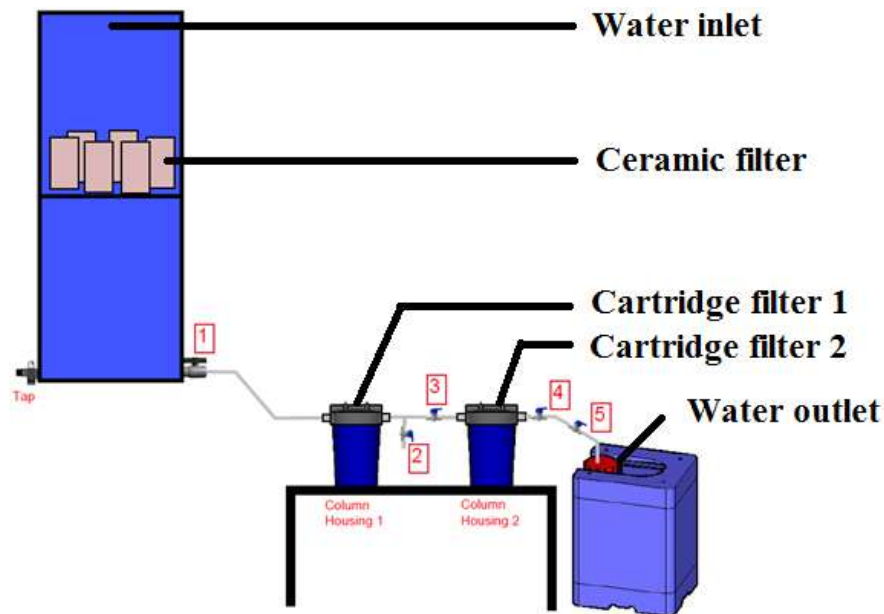 Water inlet
Ceramic filter
1
Cartridge filter 1
Cartridge filter 2
Tap
3
4
5
Water outlet
2
Column
Housing 1
Column
Housing 2